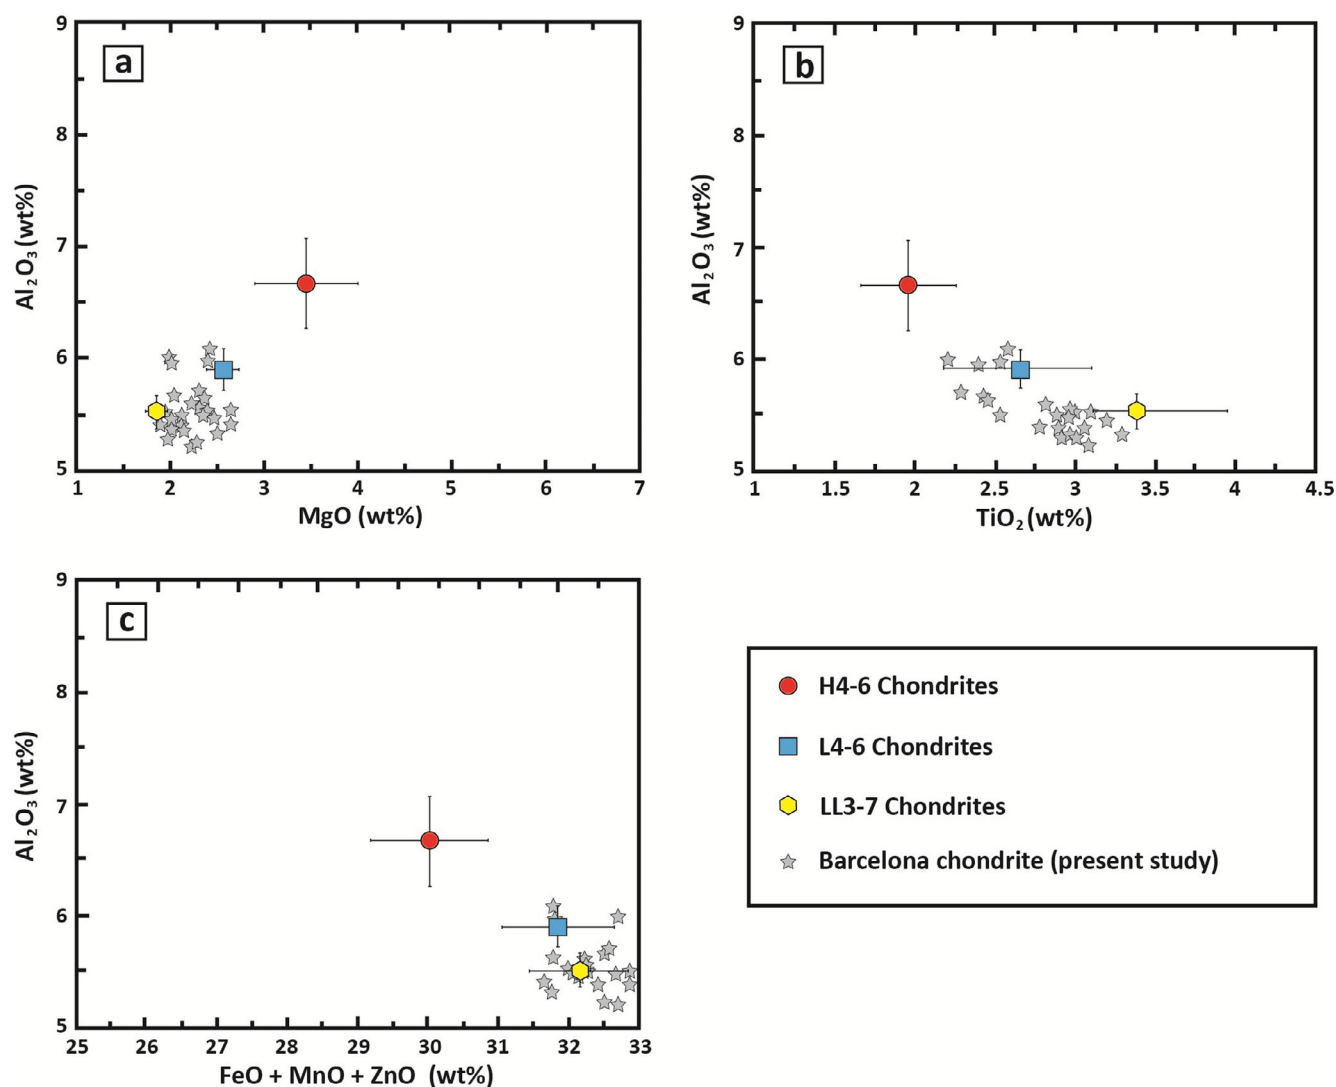 a
9
8
7
6
5
Al₂O₃ (wt%)
1 2 3 4 5 6 7
MgO (wt%)
b
9
8
7
6
5
Al₂O₃ (wt%)
1 1.5 2 2.5 3 3.5 4 4.5
TiO₂ (wt%)
c
9
8
7
6
5
Al₂O₃ (wt%)
25 26 27 28 29 30 31 32 33
FeO + MnO + ZnO (wt%)
H4-6 Chondrites
L4-6 Chondrites
LL3-7 Chondrites
Barcelona chondrite (present study)